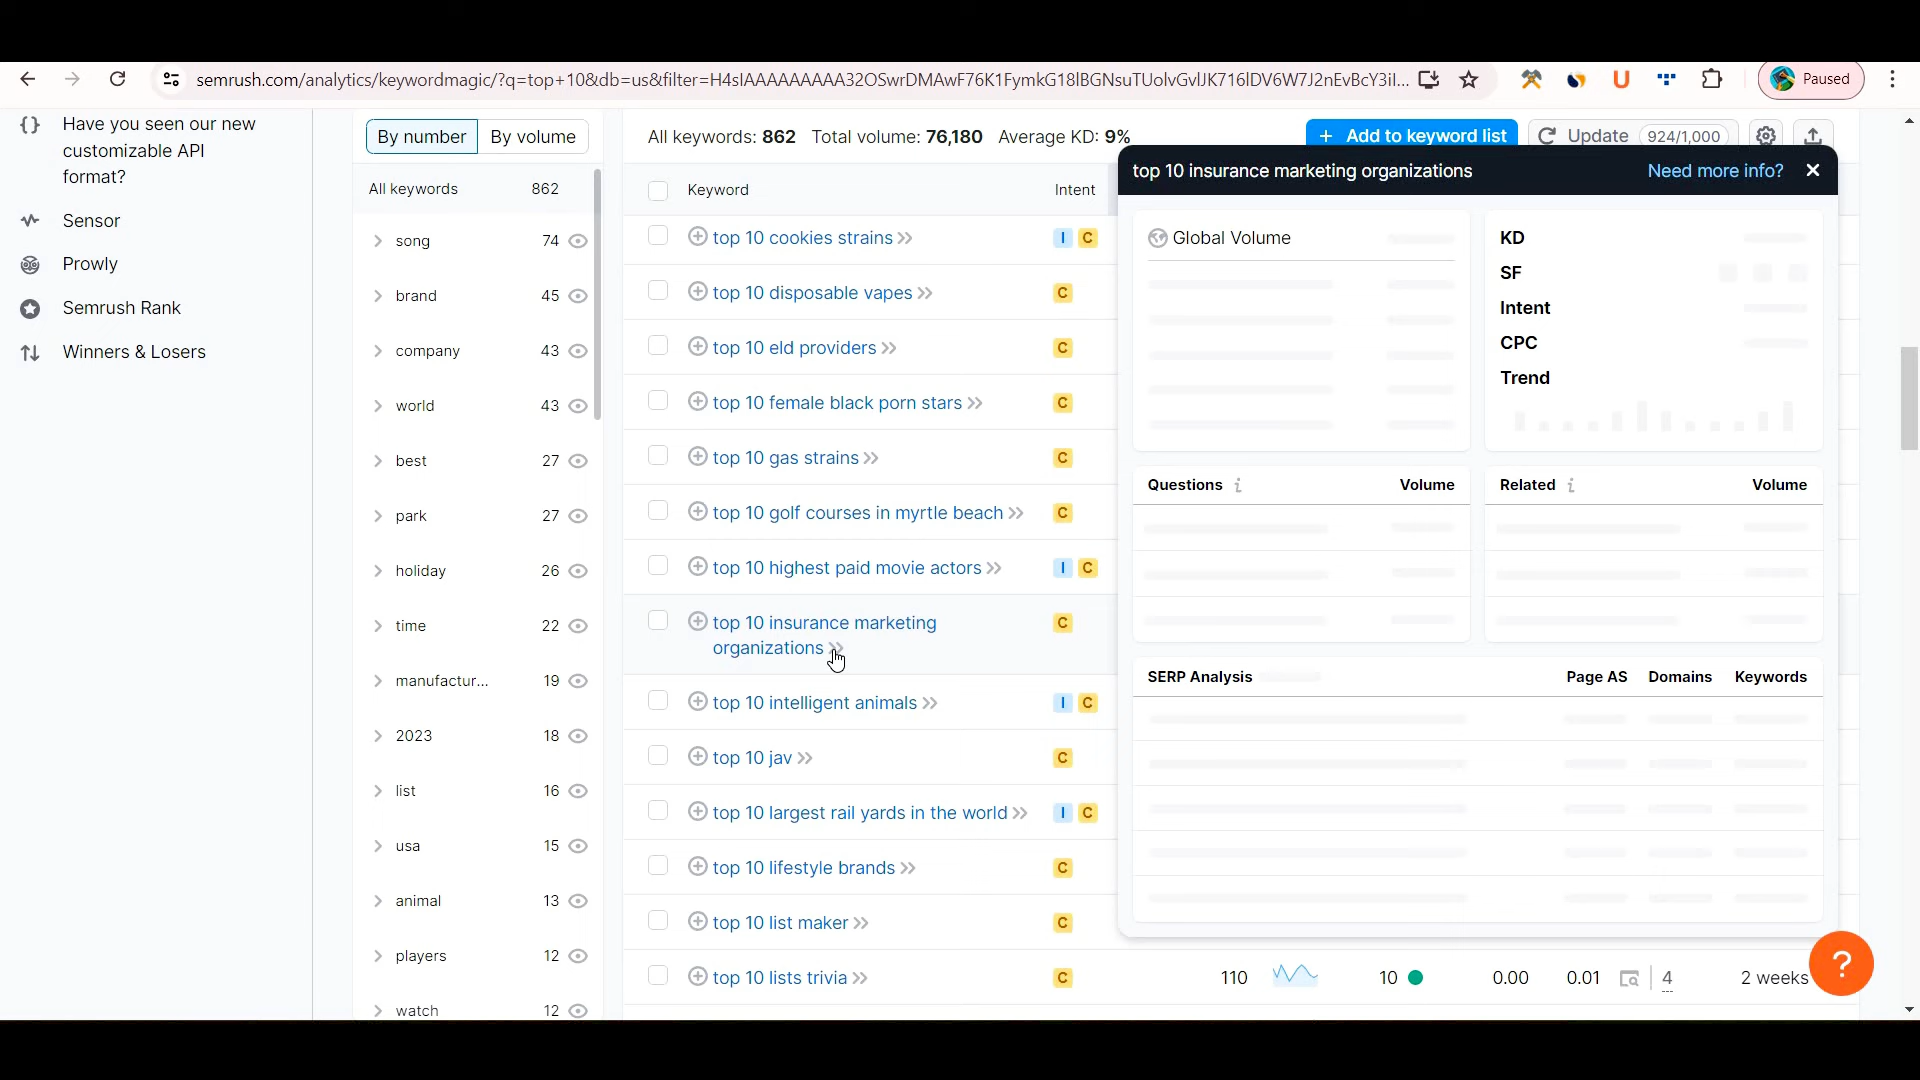 semrush.com/analytics/keywordmagic/?q=top+10&db=us&filter=
Paused
Have you seen our new
customizable API
format?
Sensor
Prowly
Semrush Rank
Winners & Losers
By number By volume
All keywords 862
song 74
brand 45
company 43
world 43
best 27
park 27
holiday 26
time 22
manufactur... 19
2023 18
list 16
usa 15
animal 13
players 12
watch 12
All keywords: 862 Total volume: 76,180 Average KD: 9%
+ Add to keyword list
Update 924/1,000
Keyword Intent
top 10 cookies strains I C
top 10 disposable vapes C
top 10 eld providers C
top 10 female black porn stars C
top 10 gas strains C
top 10 golf courses in myrtle beach C
top 10 highest paid movie actors I C
top 10 insurance marketing
organizations C
top 10 intelligent animals I C
top 10 jav C
top 10 largest rail yards in the world I C
top 10 lifestyle brands C
top 10 list maker C
top 10 lists trivia C 110 10 0.00 0.01 4 2 weeks
top 10 insurance marketing organizations Need more info?
Global Volume
KD
SF
Intent
CPC
Trend
Questions i Volume
Related i Volume
SERP Analysis Page AS Domains Keywords
?